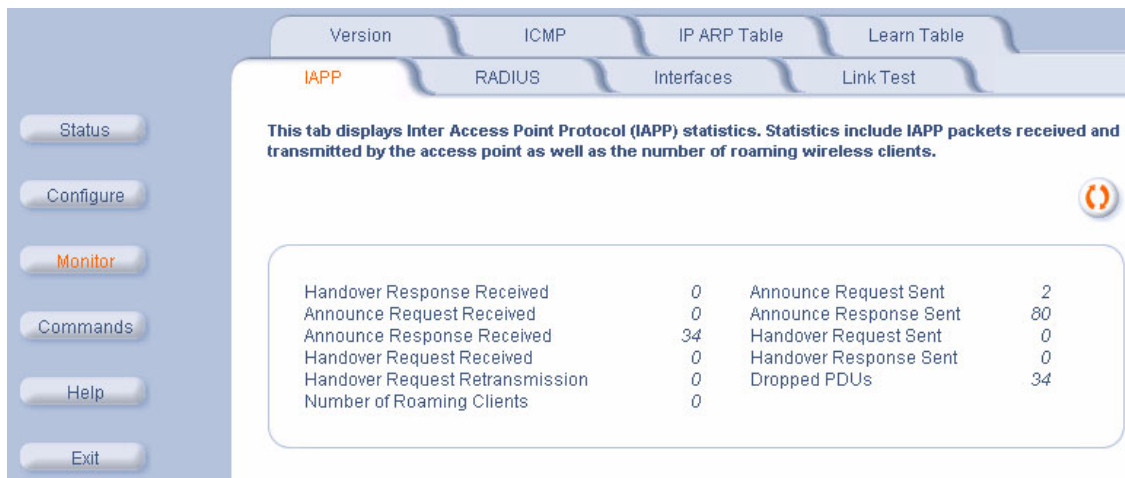 Version ICMP IP ARP Table Learn Table
IAPP RADIUS Interfaces Link Test
Status
Configure
Monitor
Commands
Help
Exit
This tab displays Inter Access Point Protocol (IAPP) statistics. Statistics include IAPP packets received and
transmitted by the access point as well as the number of roaming wireless clients.
Handover Response Received 0 Announce Request Sent 2
Announce Request Received 0 Announce Response Sent 80
Announce Response Received 34 Handover Request Sent 0
Handover Request Received 0 Handover Response Sent 0
Handover Request Retransmission 0 Dropped PDUs 34
Number of Roaming Clients 0